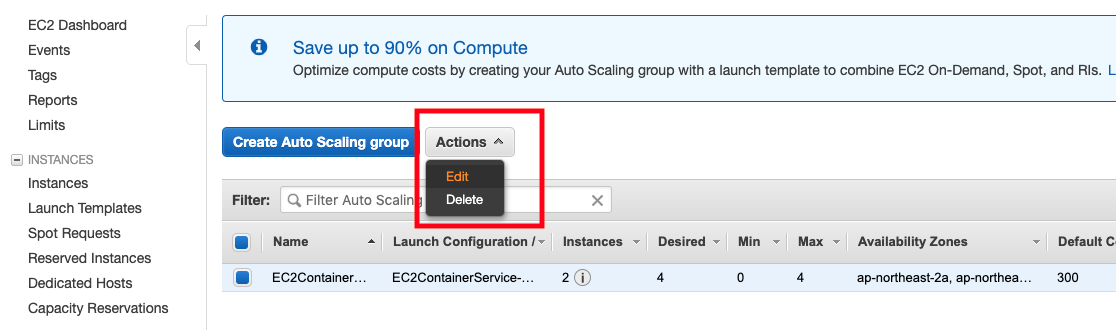 EC2 Dashboard
Events
Tags
Reports
Limits
INSTANCES
Instances
Launch Templates
Spot Requests
Reserved Instances
Dedicated Hosts
Capacity Reservations
Save up to 90% on Compute
Optimize compute costs by creating your Auto Scaling group with a launch template to combine EC2 On-Demand, Spot, and RIs. L
Create Auto Scaling group Actions
Edit
Delete
Filter: Filter Auto Scaling
Name Launch Configuration / Instances Desired Min Max Availability Zones Default C
EC2Container… EC2ContainerService-… 2 4 0 4 ap-northeast-2a, ap-northea… 300